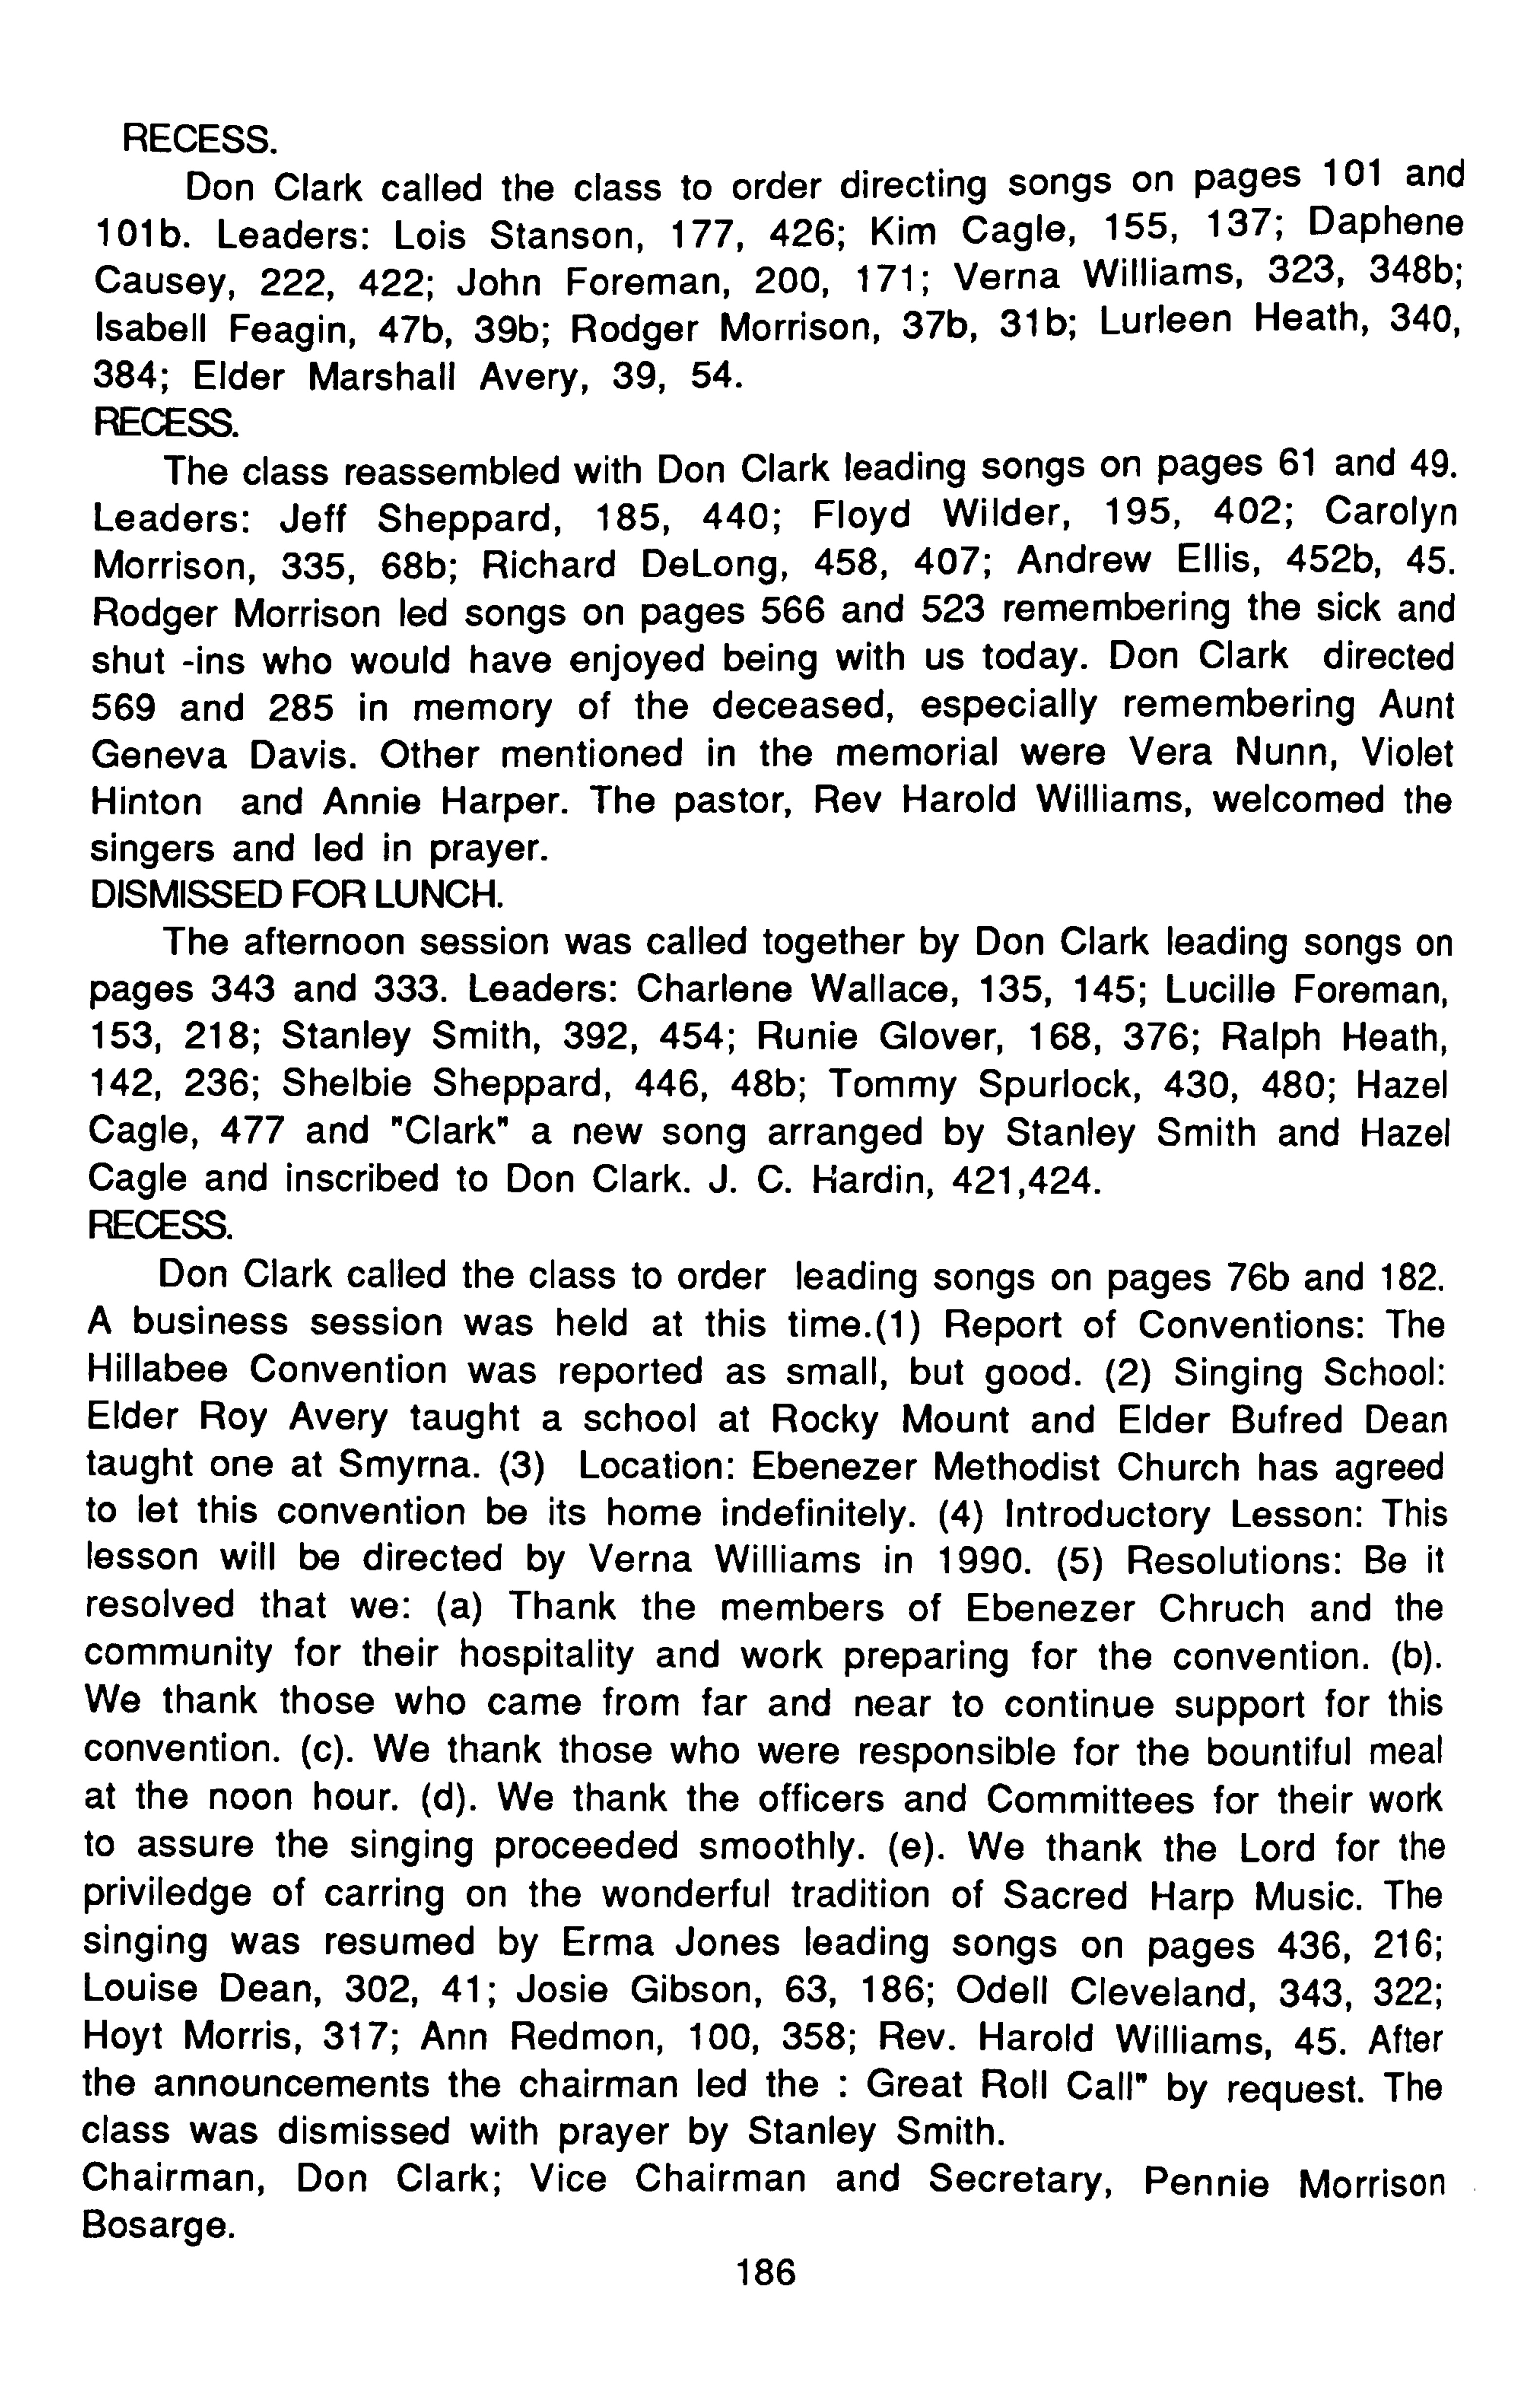 RECESS.
Don Clark called the class to order directing songs on pages 101 and
101b. Leaders: Lois Stanson, 177, 426; Kim Cagle, 155, 137; Daphene
Causey, 222, 422; John Foreman, 200, 171; Verna Williams, 323, 348b;
Isabell Feagin, 47b, 39b; Rodger Morrison, 37b, 31b; Lurleen Heath, 340,
384; Elder Marshall Avery, 39, 54.
RECESS.
The class reassembled with Don Clark leading songs on pages 61 and 49.
Leaders: Jeff Sheppard, 185, 440; Floyd Wilder, 195, 402; Carolyn
Morrison, 335, 68b; Richard DeLong, 458, 407; Andrew Ellis, 452b, 45.
Rodger Morrison led songs on pages 566 and 523 remembering the sick and
shut -ins who would have enjoyed being with us today. Don Clark directed
569 and 285 in memory of the deceased, especially remembering Aunt
Geneva Davis. Other mentioned in the memorial were Vera Nunn, Violet
Hinton and Annie Harper. The pastor, Rev Harold Williams, welcomed the
singers and led in prayer.
DISMISSED FOR LUNCH.
The afternoon session was called together by Don Clark leading songs on
pages 343 and 333. Leaders: Charlene Wallace, 135, 145; Lucille Foreman,
153, 218; Stanley Smith, 392, 454; Runie Glover, 168, 376; Ralph Heath,
142, 236; Shelbie Sheppard, 446, 48b; Tommy Spurlock, 430, 480; Hazel
Cagle, 477 and "Clark" a new song arranged by Stanley Smith and Hazel
Cagle and inscribed to Don Clark. J. C. Hardin, 421,424.
RECESS.
Don Clark called the class to order leading songs on pages 76b and 182.
A business session was held at this time.(1) Report of Conventions: The
Hillabee Convention was reported as small, but good. (2) Singing School:
Elder Roy Avery taught a school at Rocky Mount and Elder Bufred Dean
taught one at Smyrna. (3) Location: Ebenezer Methodist Church has agreed
to let this convention be its home indefinitely. (4) Introductory Lesson: This
lesson will be directed by Verna Williams in 1990. (5) Resolutions: Be it
resolved that we: (a) Thank the members of Ebenezer Chruch and the
community for their hospitality and work preparing for the convention. (b).
We thank those who came from far and near to continue support for this
convention. (c). We thank those who were responsible for the bountiful meal
at the noon hour. (d). We thank the officers and Committees for their work
to assure the singing proceeded smoothly. (e). We thank the Lord for the
priviledge of carring on the wonderful tradition of Sacred Harp Music. The
singing was resumed by Erma Jones leading songs on pages 436, 216;
Louise Dean, 302, 41; Josie Gibson, 63, 186; Odell Cleveland, 343, 322;
Hoyt Morris, 317; Ann Redmon, 100, 358; Rev. Harold Williams, 45. After
the announcements the chairman led the : Great Roll Call" by request. The
class was dismissed with prayer by Stanley Smith.
Chairman, Don Clark; Vice Chairman and Secretary, Pennie Morrison
Bosarge.
186